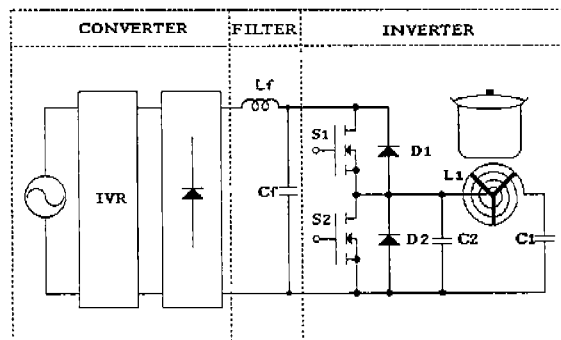 CONVERTER
FILTER
INVERTER
Lf
S1
D1
L1
IVR
Cf
S2
D2
C2
C1